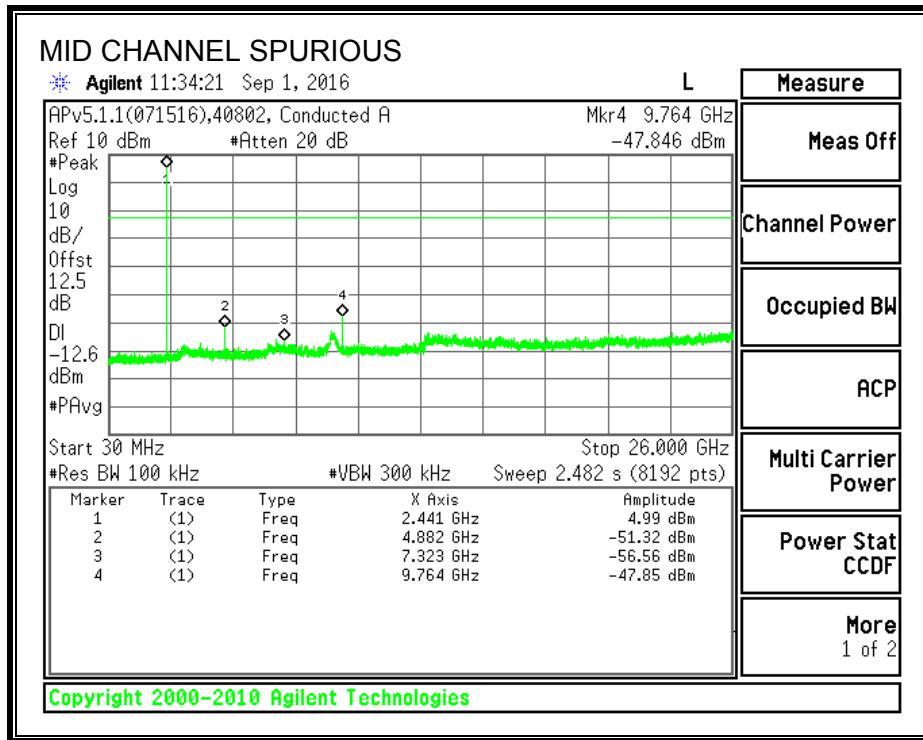 MID CHANNEL SPURIOUS
Agilent 11:34:21 Sep 1, 2016 L
APv5.1.1(071516),40802, Conducted A Mkr4 9.764 GHz
Ref 10 dBm #Atten 20 dB -47.846 dBm
#Peak
Log
10
dB/
Offst
12.5
dB
DI
-12.6
dBm
#PAvg
1
2
3
4
Start 30 MHz Stop 26.000 GHz
#Res BW 100 kHz #VBW 300 kHz Sweep 2.482 s (8192 pts)
Marker Trace Type X Axis Amplitude
1 (1) Freq 2.441 GHz 4.99 dBm
2 (1) Freq 4.882 GHz -51.32 dBm
3 (1) Freq 7.323 GHz -56.56 dBm
4 (1) Freq 9.764 GHz -47.85 dBm
Measure
Meas Off
Channel Power
Occupied BW
ACP
Multi Carrier
Power
Power Stat
CCDF
More
1 of 2
Copyright 2000-2010 Agilent Technologies